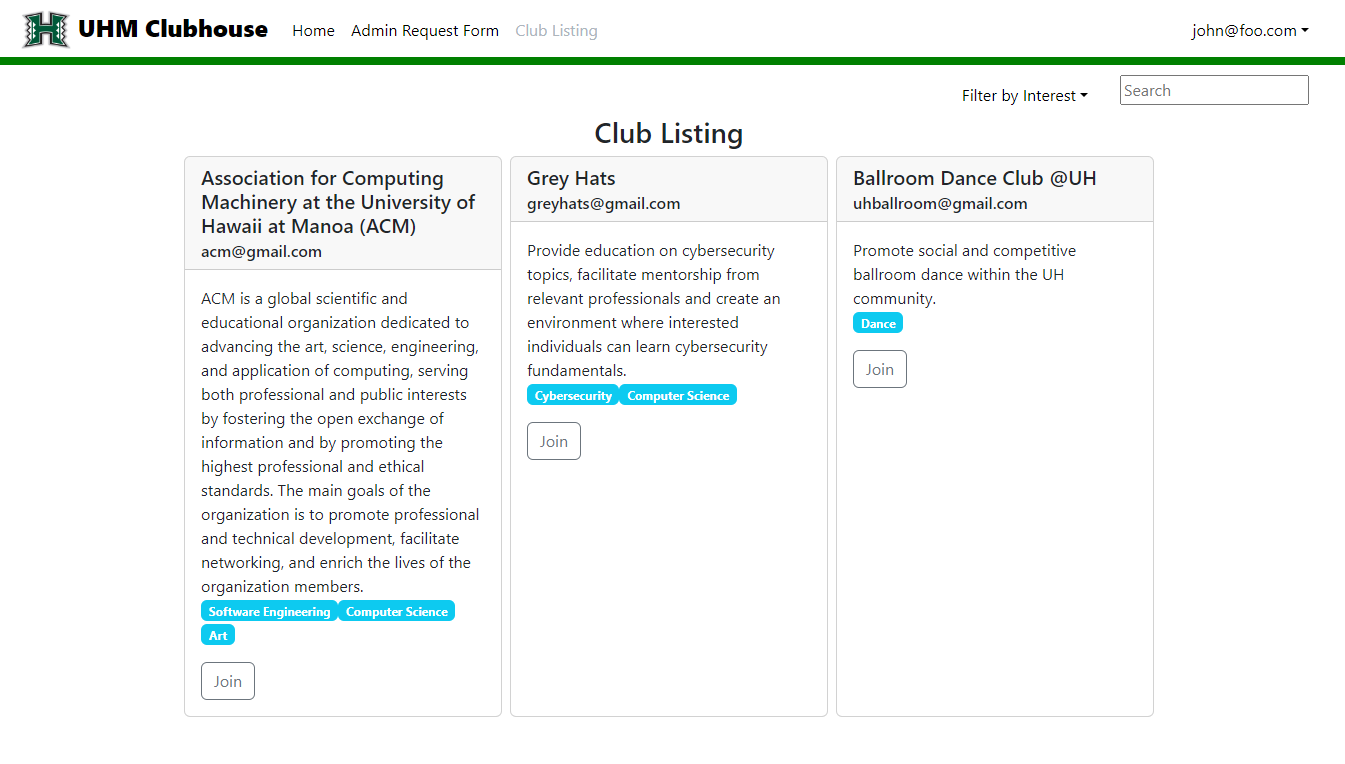 UHM Clubhouse Home Admin Request Form Club Listing john@foo.com
Filter by Interest Search
Club Listing
Association for Computing
Machinery at the University of
Hawaii at Manoa (ACM)
acm@gmail.com
ACM is a global scientific and
educational organization dedicated to
advancing the art, science, engineering,
and application of computing, serving
both professional and public interests
by fostering the open exchange of
information and by promoting the
highest professional and ethical
standards. The main goals of the
organization is to promote professional
and technical development, facilitate
networking, and enrich the lives of the
organization members.
Software Engineering Computer Science
Art
Join
Grey Hats
greyhats@gmail.com
Provide education on cybersecurity
topics, facilitate mentorship from
relevant professionals and create an
environment where interested
individuals can learn cybersecurity
fundamentals.
Cybersecurity Computer Science
Join
Ballroom Dance Club @UH
uhballroom@gmail.com
Promote social and competitive
ballroom dance within the UH
community.
Dance
Join